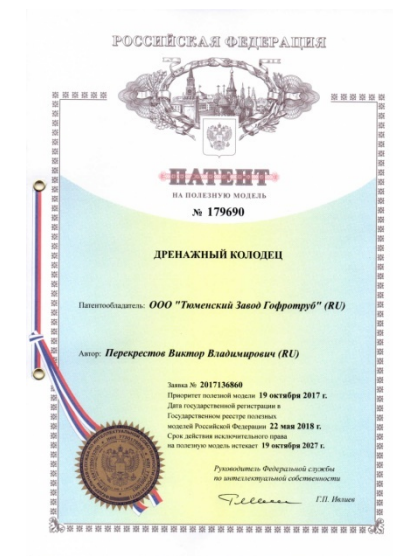 РОССИЙСКАЯ ФЕДЕРАЦИЯ
ПАТЕНТ
НА ПОЛЕЗНУЮ МОДЕЛЬ
№ 179690
ДРЕНАЖНЫЙ КОЛОДЕЦ
Патентообладатель: ООО "Тюменский Завод Гофротруб" (RU)
Автор: Перекрестов Виктор Владимирович (RU)
Заявка № 2017136860
Приоритет полезной модели 19 октября 2017 г.
Дата государственной регистрации в
Государственном реестре полезных
моделей Российской Федерации 22 мая 2018 г.
Срок действия исключительного права
на полезную модель истекает 19 октября 2027 г.
Руководитель Федеральной службы
по интеллектуальной собственности
Г.П. Ивлиев